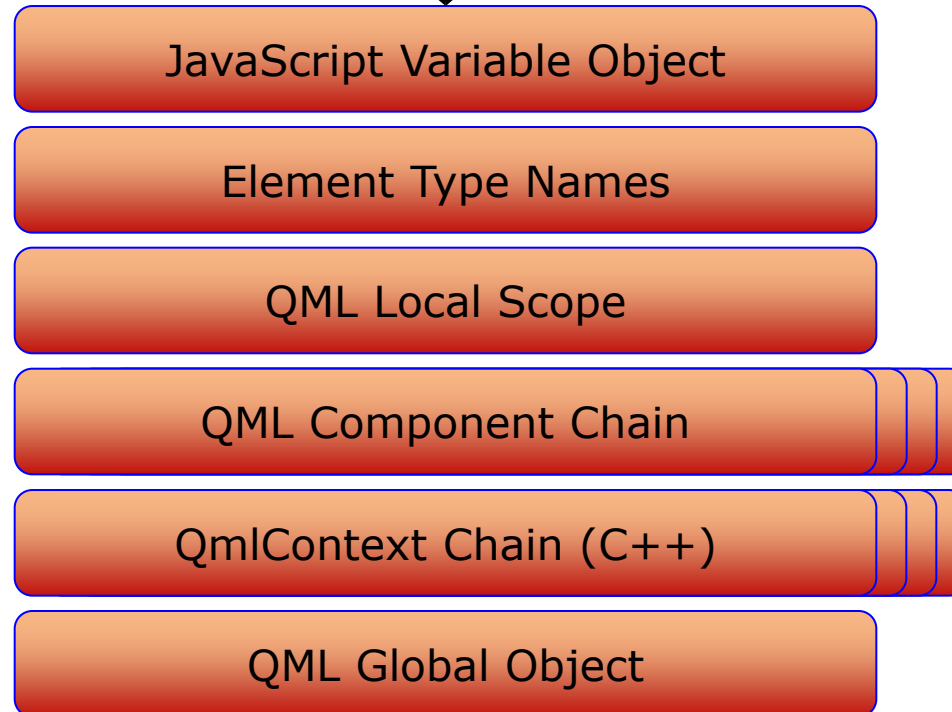 JavaScript Variable Object
Element Type Names
QML Local Scope
QML Component Chain
QmlContext Chain (C++)
QML Global Object